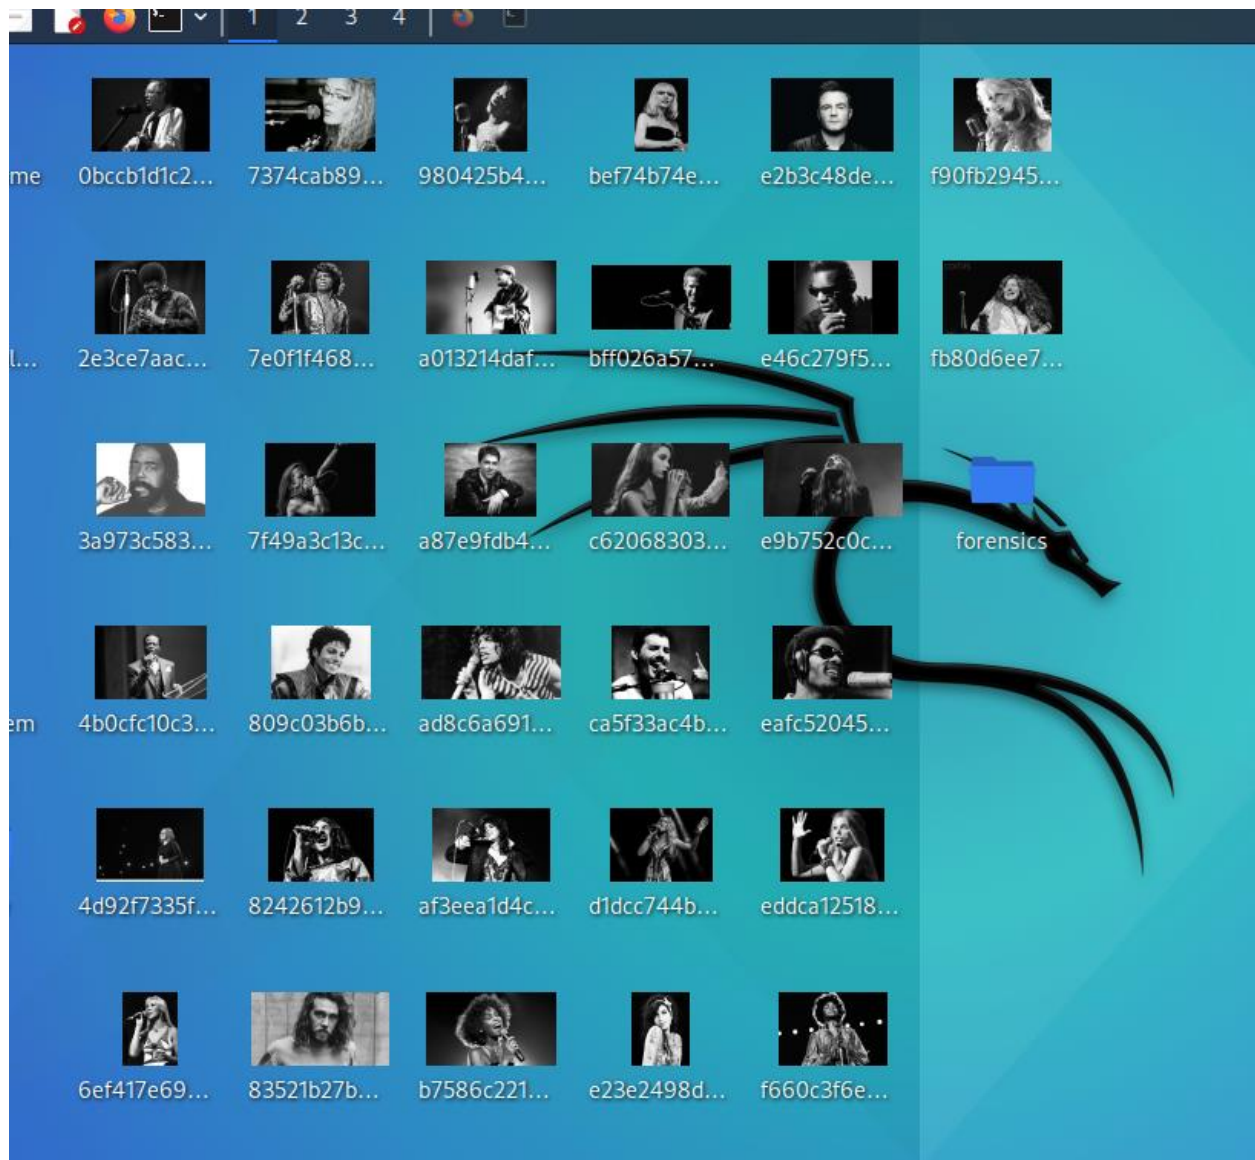 1 2 3 4
me 0bccb1d1c2... 7374cab89... 980425b4... bef74b74e... e2b3c48de... f90fb2945...
l... 2e3ce7aac... 7e0f1f468... a013214daf... bff026a57... e46c279f5... fb80d6ee7...
3a973c583... 7f49a3c13c... a87e9fdb4... c62068303... e9b752c0c... forensics
em 4b0cfc10c3... 809c03b6b... ad8c6a691... ca5f33ac4b... eafc52045...
4d92f7335f... 8242612b9... af3eea1d4c... d1dcc744b... eddca12518...
6ef417e69... 83521b27b... b7586c221... e23e2498d... f660c3f6e...